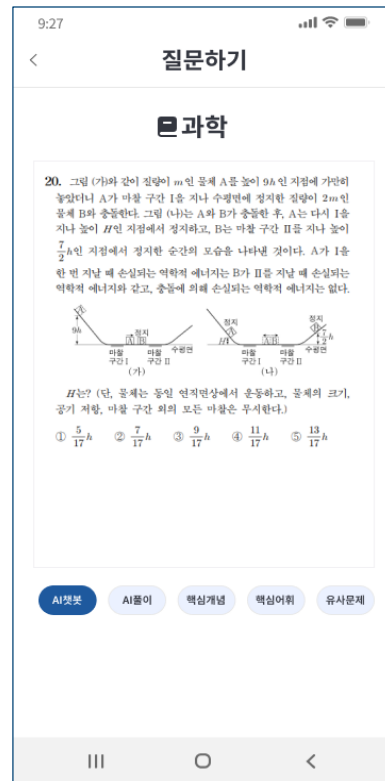 9:27
질문하기
과학
20. 그림 (가)와 같이 질량이 m인 물체 A를 높이 9h인 지점에 가만히
놓았더니 A가 마찰 구간 I을 지나 수평면에 정지한 질량이 2m인
물체 B와 충돌한다. 그림 (나)는 A와 B가 충돌한 후, A는 다시 I을
지나 높이 H인 지점에서 정지하고, B는 마찰 구간 II를 지나 높이
7/2 h인 지점에서 정지한 순간의 모습을 나타낸 것이다. A가 I을
한 번 지날 때 손실되는 역학적 에너지는 B가 II를 지날 때 손실되는
역학적 에너지와 같고, 충돌에 의해 손실되는 역학적 에너지는 없다.
A 9h 정지 A B 마찰 구간 I 마찰 구간 II 수평면
(가)
정지 A H A B 정지 B 7/2 h 마찰 구간 I 마찰 구간 II 수평면
(나)
H는? (단, 물체는 동일 연직면상에서 운동하고, 물체의 크기,
공기 저항, 마찰 구간 외의 모든 마찰은 무시한다.)
① 5/17 h ② 7/17 h ③ 9/17 h ④ 11/17 h ⑤ 13/17 h
AI챗봇 AI풀이 핵심개념 핵심어휘 유사문제